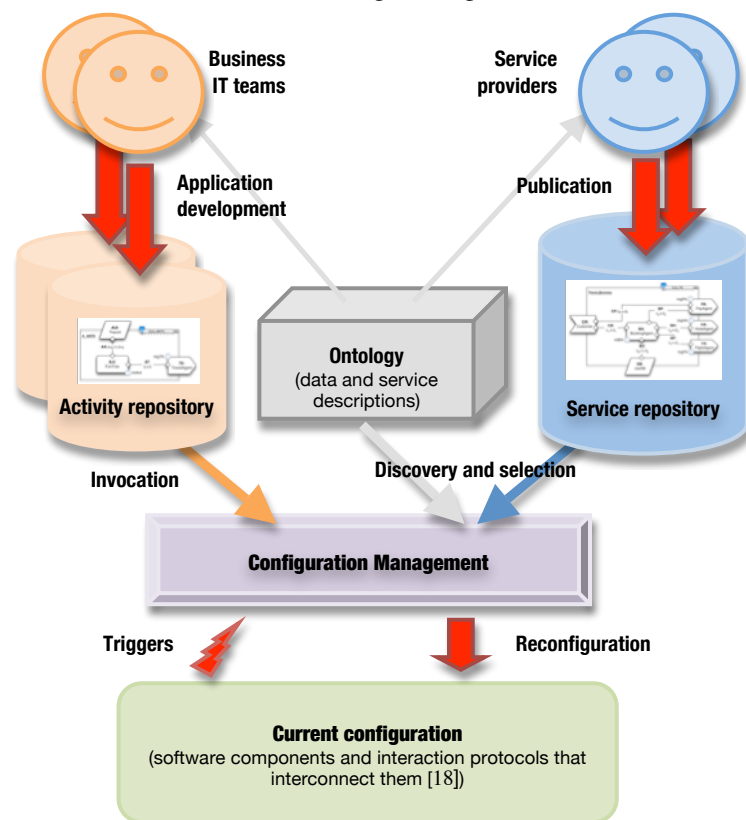 Business
IT teams
Service
providers
Application
development
Publication
Ontology
(data and service
descriptions)
Activity repository
Service repository
Invocation
Discovery and selection
Configuration Management
Triggers
Reconfiguration
Current configuration
(software components and interaction protocols that
interconnect them [18])